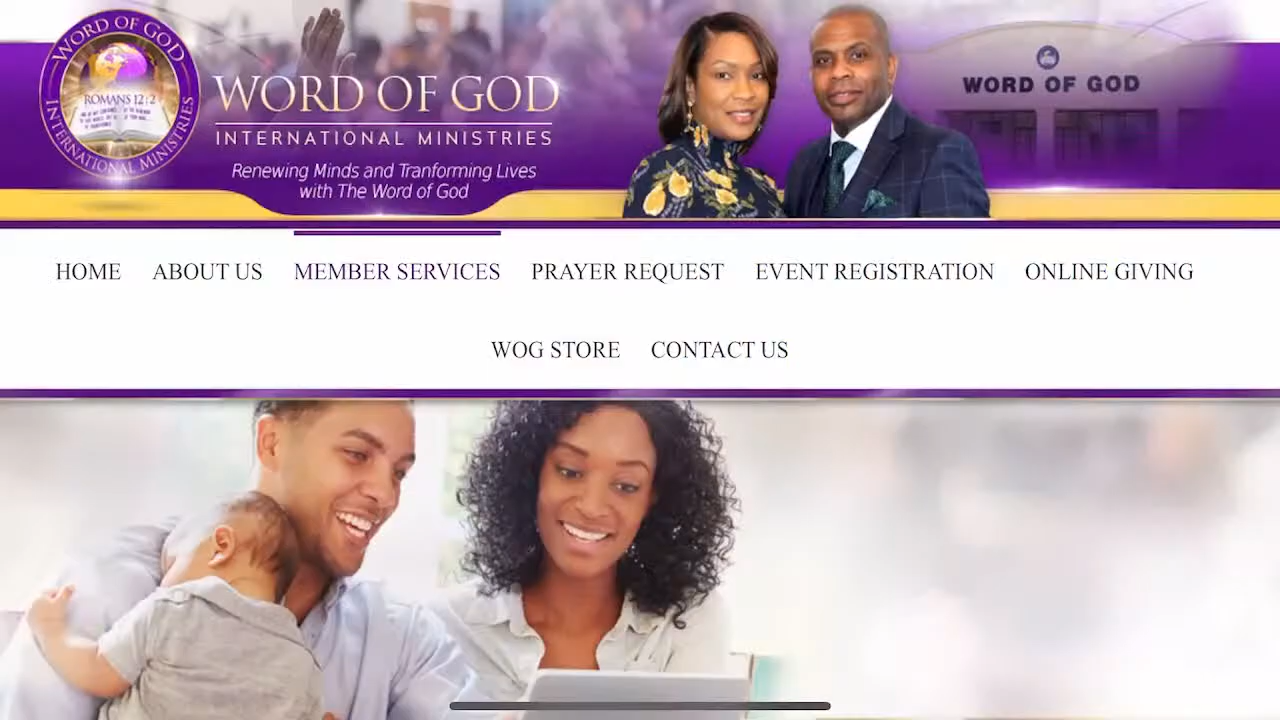 WORD OF GOD
INTERNATIONAL MINISTRIES
ROMANS 12:2
WORD OF GOD
INTERNATIONAL MINISTRIES
Renewing Minds and Tranforming Lives
with The Word of God
WORD OF GOD
HOME ABOUT US MEMBER SERVICES PRAYER REQUEST EVENT REGISTRATION ONLINE GIVING
WOG STORE CONTACT US